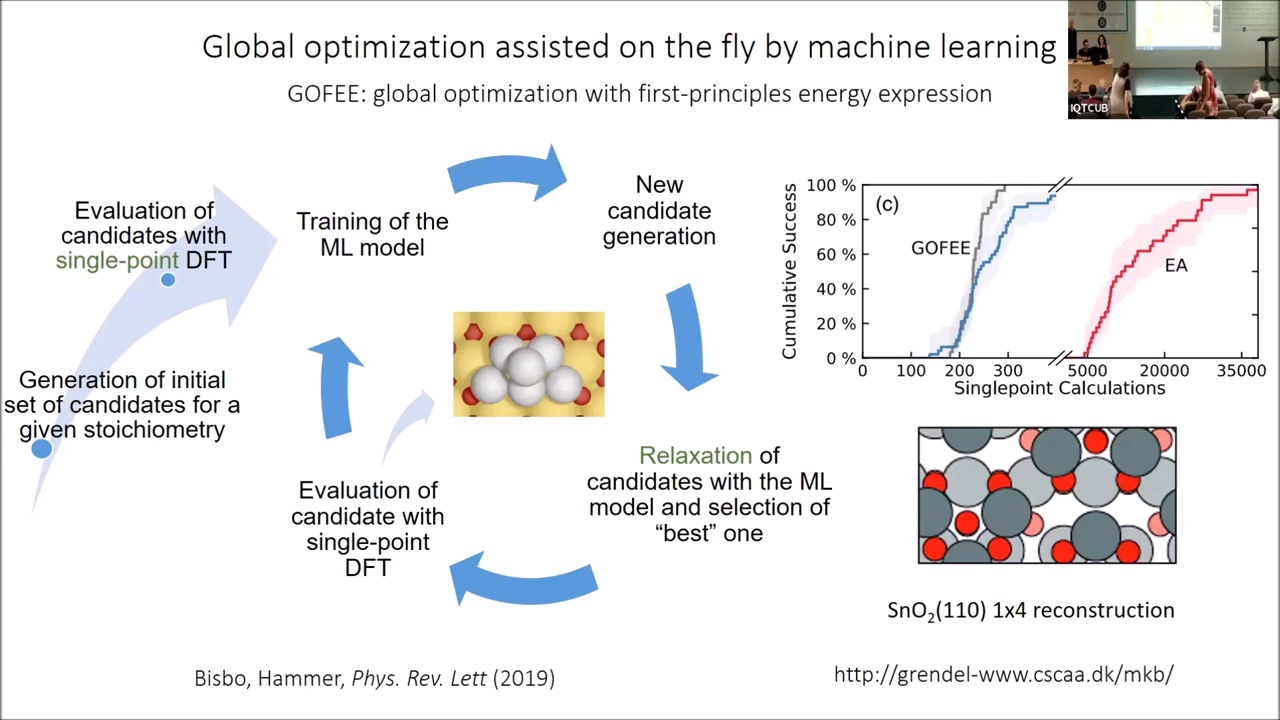 Global optimization assisted on the fly by machine learning
GOFEE: global optimization with first-principles energy expression
IQTCUB
Evaluation of
candidates with
single-point DFT
Generation of initial
set of candidates for a
given stoichiometry
Training of the
ML model
New
candidate
generation
Relaxation of
candidates with the ML
model and selection of
“best” one
Evaluation of
candidate with
single-point
DFT
Cumulative Success
100 %
80 %
60 %
40 %
20 %
0 %
(c)
GOFEE
EA
0 100 200 300 5000 20000 35000
Singlepoint Calculations
SnO₂(110) 1x4 reconstruction
Bisbo, Hammer, Phys. Rev. Lett (2019)
http://grendel-www.cscaa.dk/mkb/